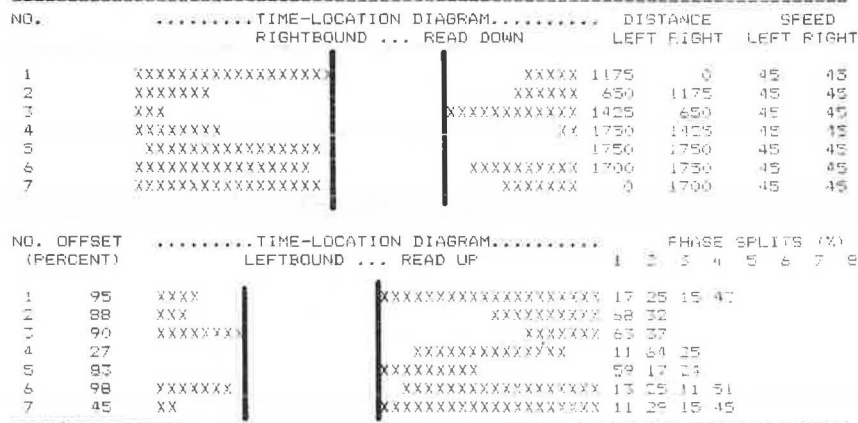 NO. ..........TIME-LOCATION DIAGRAM.......... DISTANCE SPEED
RIGHTBOUND ... READ DOWN LEFT RIGHT LEFT RIGHT
1 XXXXXXXXXXXXXXXXXX XXXXX 1175 0 45 45
2 XXXXXXX XXXXXX 650 1175 45 45
3 XXX XXXXXXXXXXXX 1425 650 45 45
4 XXXXXXXX XX 1750 1425 45 45
5 XXXXXXXXXXXXXXXX 1750 1750 45 45
6 XXXXXXXXXXXXXXXX XXXXXXXXXX 1700 1750 45 45
7 XXXXXXXXXXXXXXXXX XXXXXXX 0 1700 45 45
NO. OFFSET .........TIME-LOCATION DIAGRAM.......... PHASE SPLITS (%)
(PERCENT) LEFTBOUND ... READ UP 1 2 3 4 5 6 7 8
1 95 XXXX XXXXXXXXXXXXXXXXXXXX 17 25 15 43
2 88 XXX XXXXXXXXXX 68 32
3 90 XXXXXXXX XXXXXXX 63 37
4 27 XXXXXXXXXXXXXX 11 64 25
5 83 XXXXXXXXX 59 17 24
6 98 XXXXXXX XXXXXXXXXXXXXXXXXX 13 25 11 51
7 45 XX XXXXXXXXXXXXXXXXXXXX 11 29 15 45